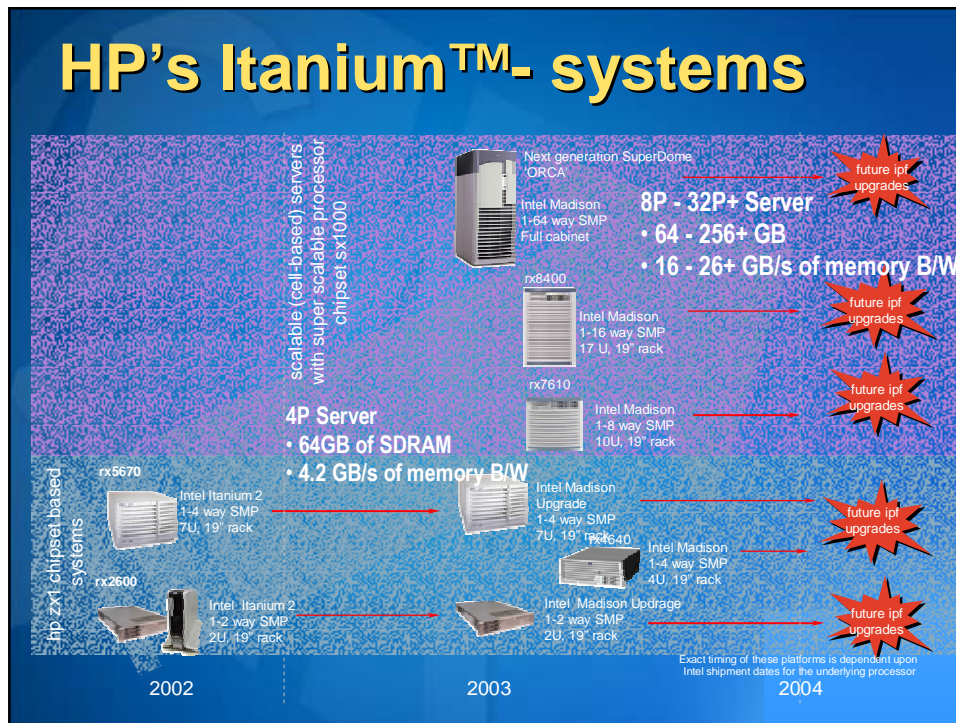 HP's Itanium™- systems
scalable (cell-based) servers
with super scalable processor
chipset sx1000
Next generation SuperDome
'ORCA'
Intel Madison
1-64 way SMP
Full cabinet
future ipf
upgrades
8P - 32P+ Server
• 64 - 256+ GB
• 16 - 26+ GB/s of memory B/W
rx8400
Intel Madison
1-16 way SMP
17 U, 19" rack
future ipf
upgrades
rx7610
Intel Madison
1-8 way SMP
10U, 19" rack
future ipf
upgrades
4P Server
• 64GB of SDRAM
• 4.2 GB/s of memory B/W
hp zx1 chipset based
systems
rx5670
Intel Itanium 2
1-4 way SMP
7U, 19" rack
Intel Madison
Upgrade
1-4 way SMP
7U, 19" rack
future ipf
upgrades
rx4640
Intel Madison
1-4 way SMP
4U, 19" rack
rx2600
Intel Itanium 2
1-2 way SMP
2U, 19" rack
Intel Madison Updrage
1-2 way SMP
2U, 19" rack
future ipf
upgrades
Exact timing of these platforms is dependent upon
Intel shipment dates for the underlying processor
2002
2003
2004